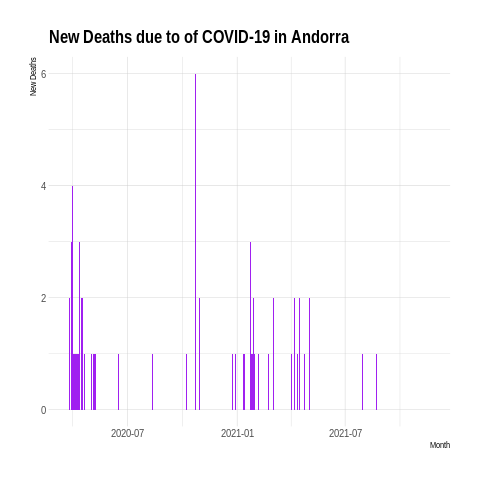 New Deaths due to of COVID-19 in Andorra
New Deaths
6
4
2
0
2020-07
2021-01
2021-07
Month